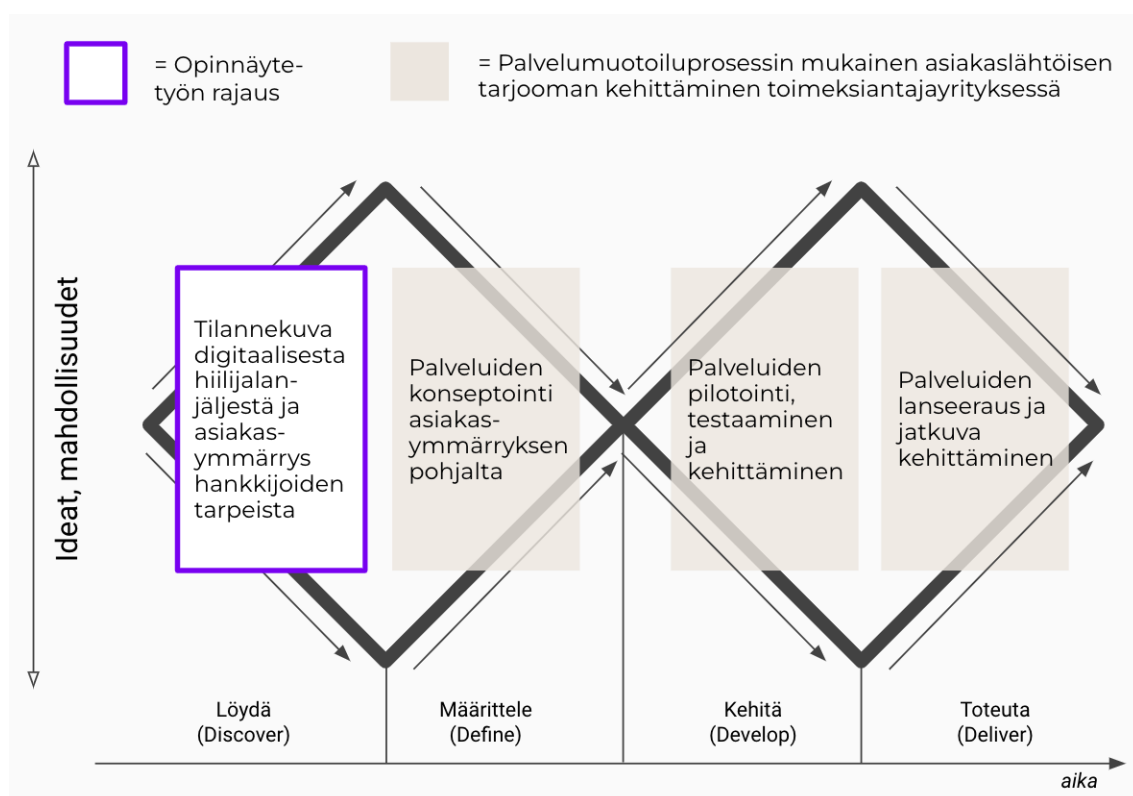 = Opinnäyte-
työn rajaus
= Palvelumuotoiluprosessin mukainen asiakaslähtöisen
tarjooman kehittäminen toimeksiantajayrityksessä
Ideat, mahdollisuudet
Tilannekuva
digitaalisesta
hiilijalan-
jäljestä ja
asiakas-
ymmärrys
hankkijoiden
tarpeista
Palveluiden
konseptointi
asiakas-
ymmärryksen
pohjalta
Palveluiden
pilotointi,
testaaminen
ja
kehittäminen
Palveluiden
lanseeraus ja
jatkuva
kehittäminen
Löydä
(Discover)
Määrittele
(Define)
Kehitä
(Develop)
Toteuta
(Deliver)
aika